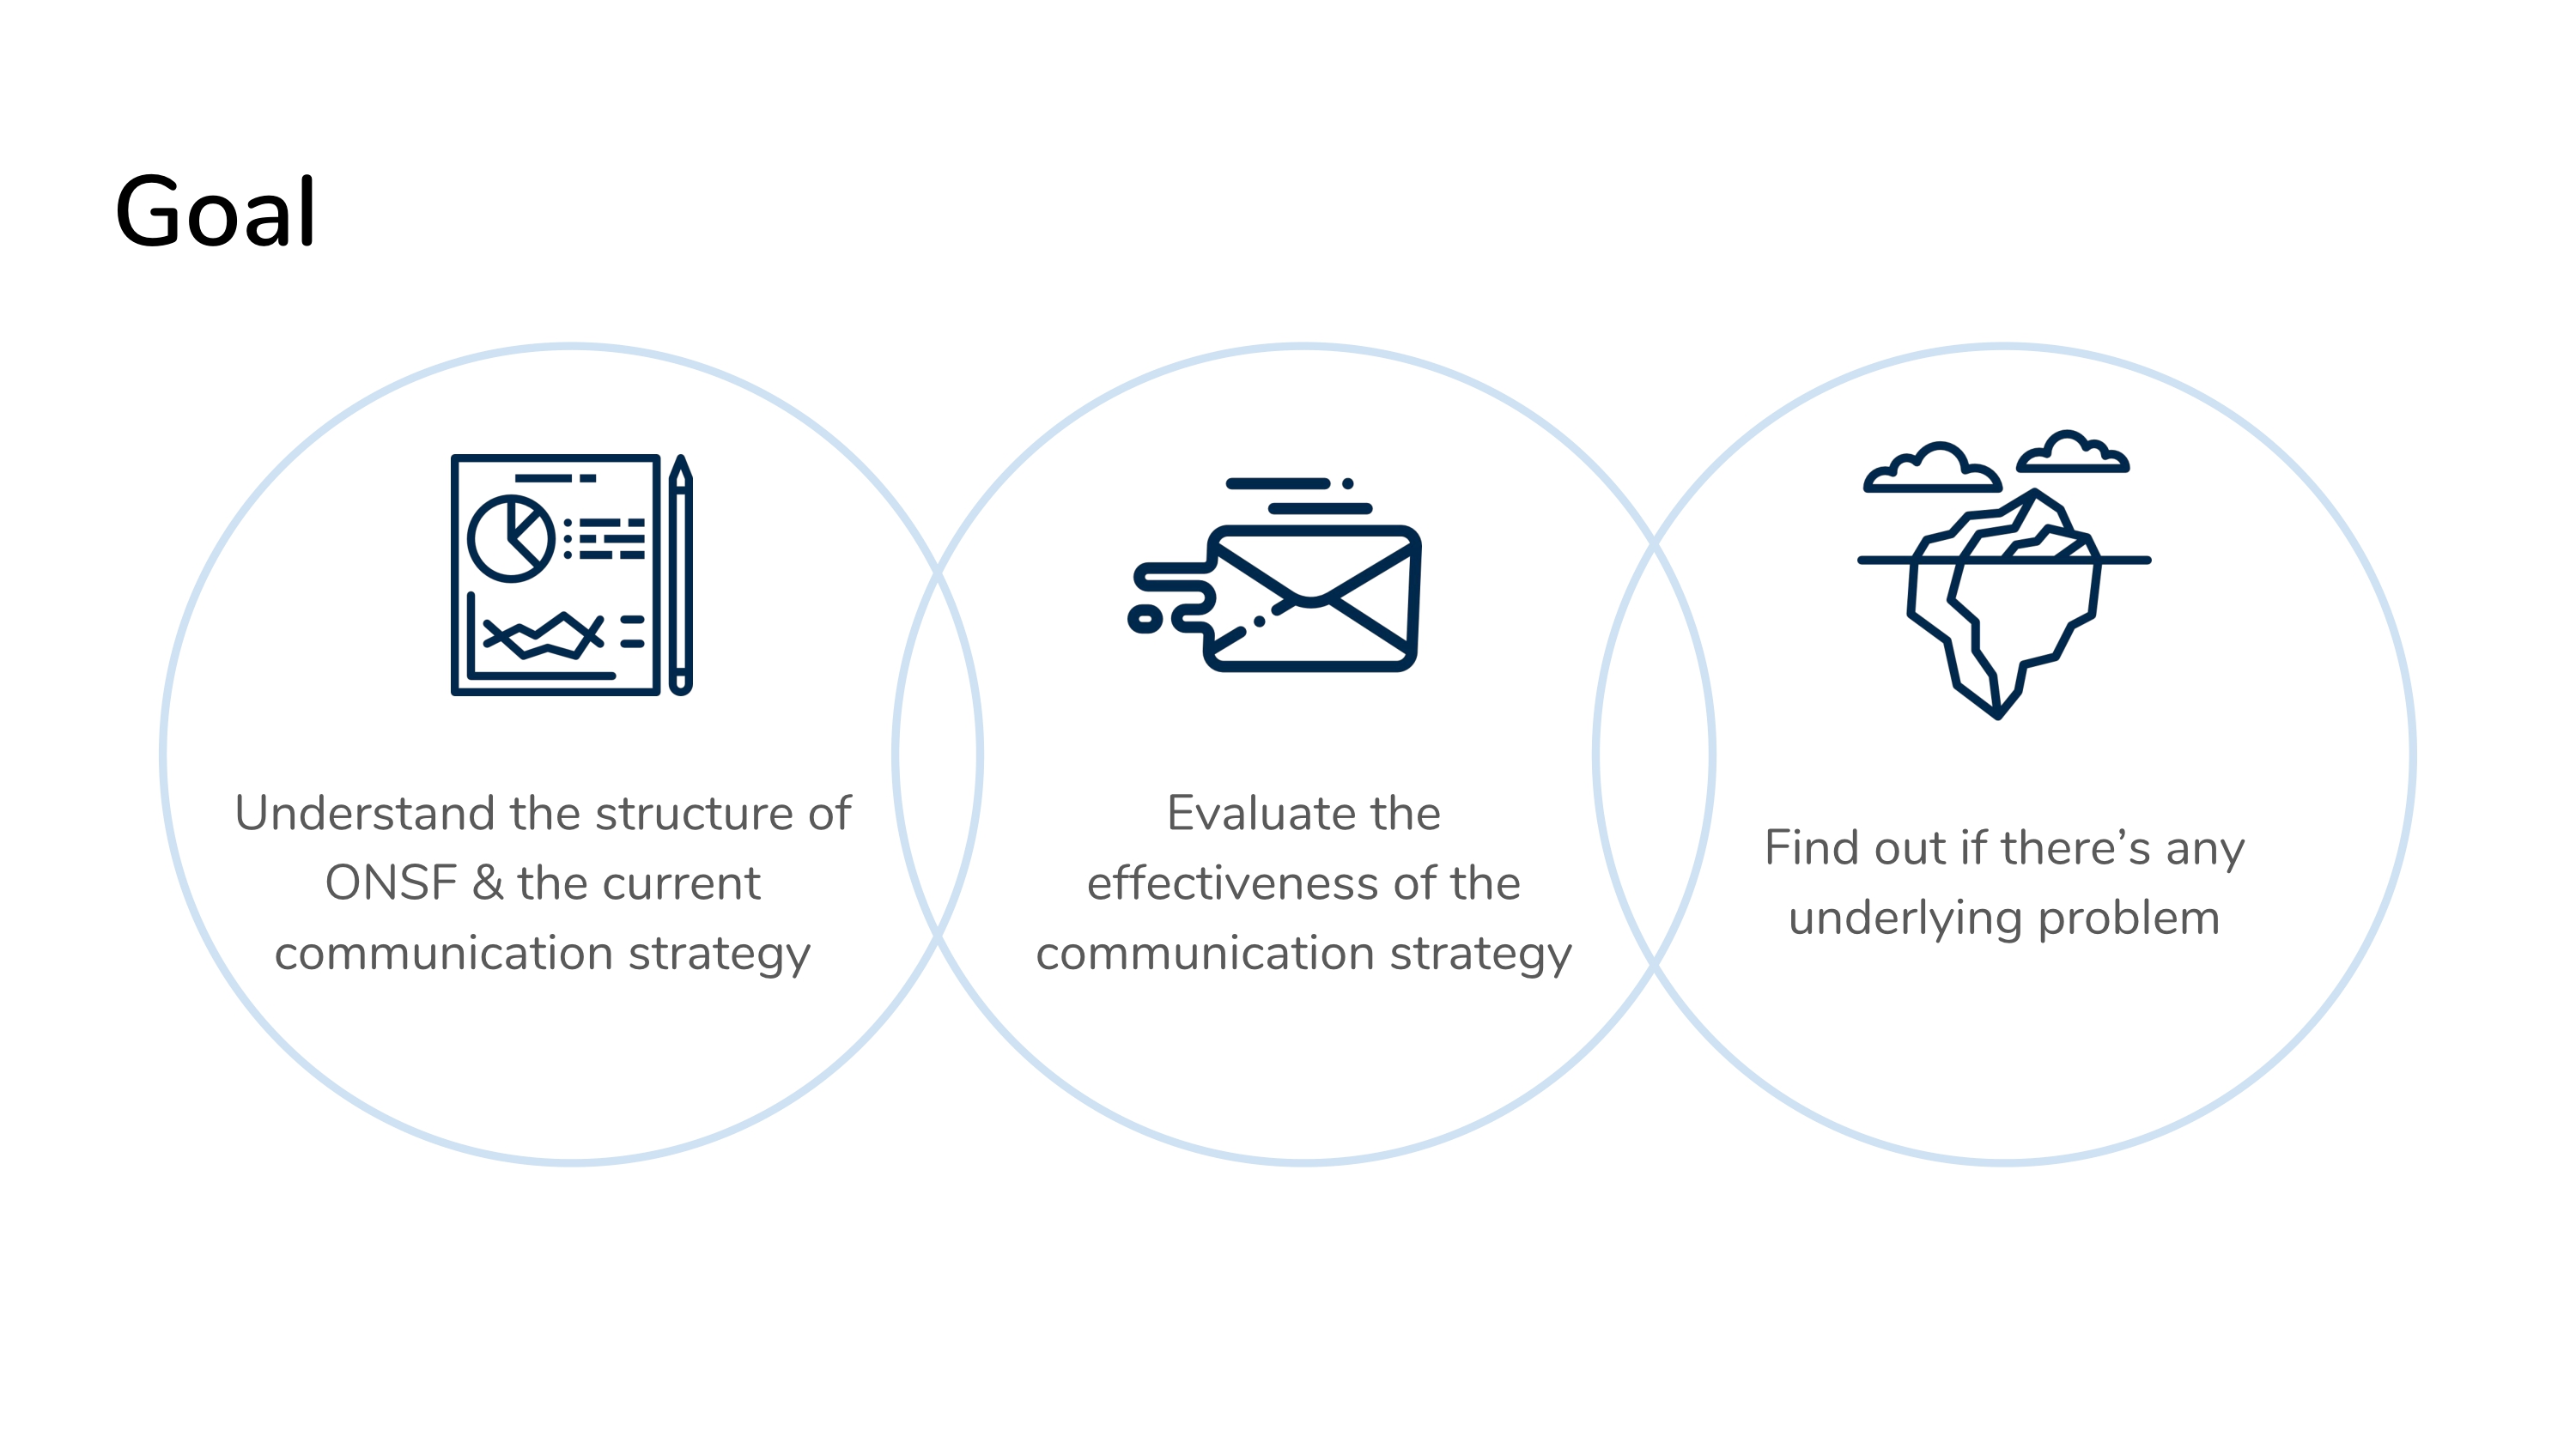 Goal
Understand the structure of
ONSF & the current
communication strategy
Evaluate the
effectiveness of the
communication strategy
Find out if there’s any
underlying problem